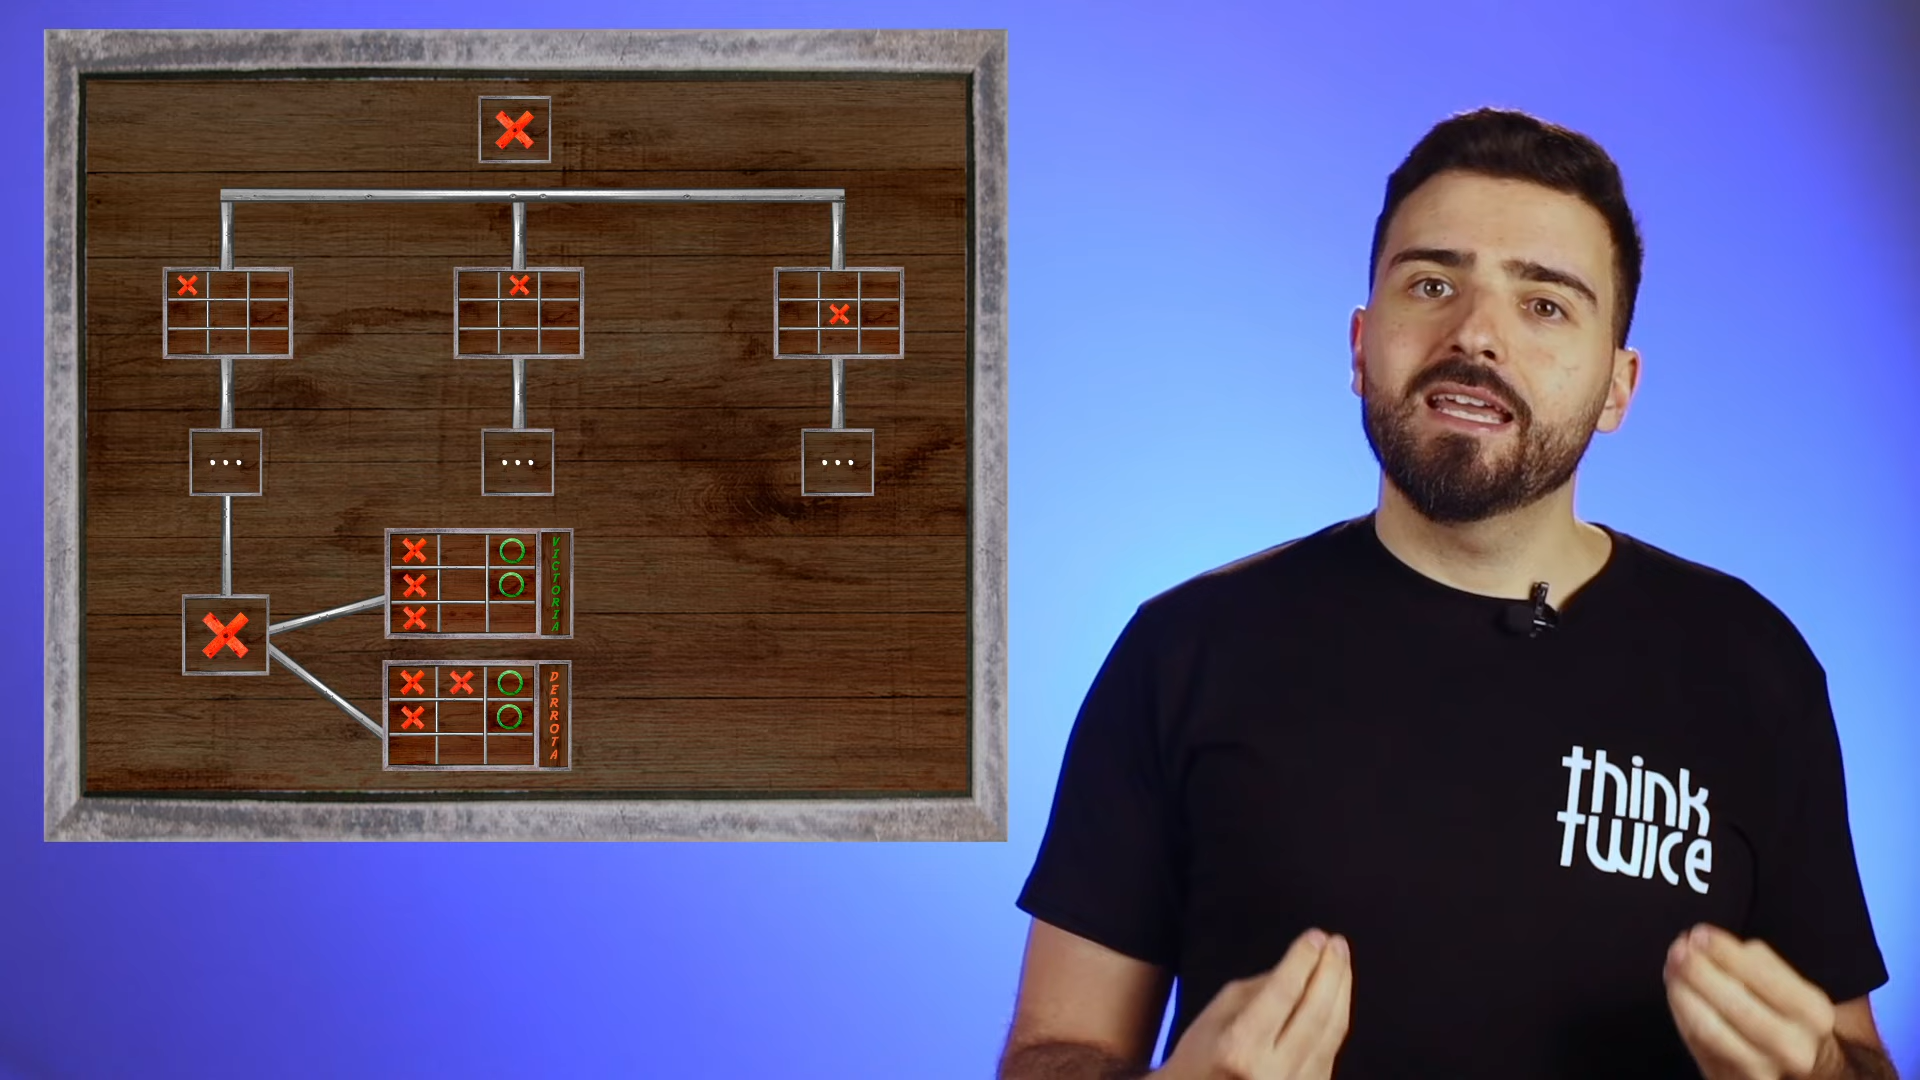 ...
...
...
VICTORIA
DERROTA
think
twice